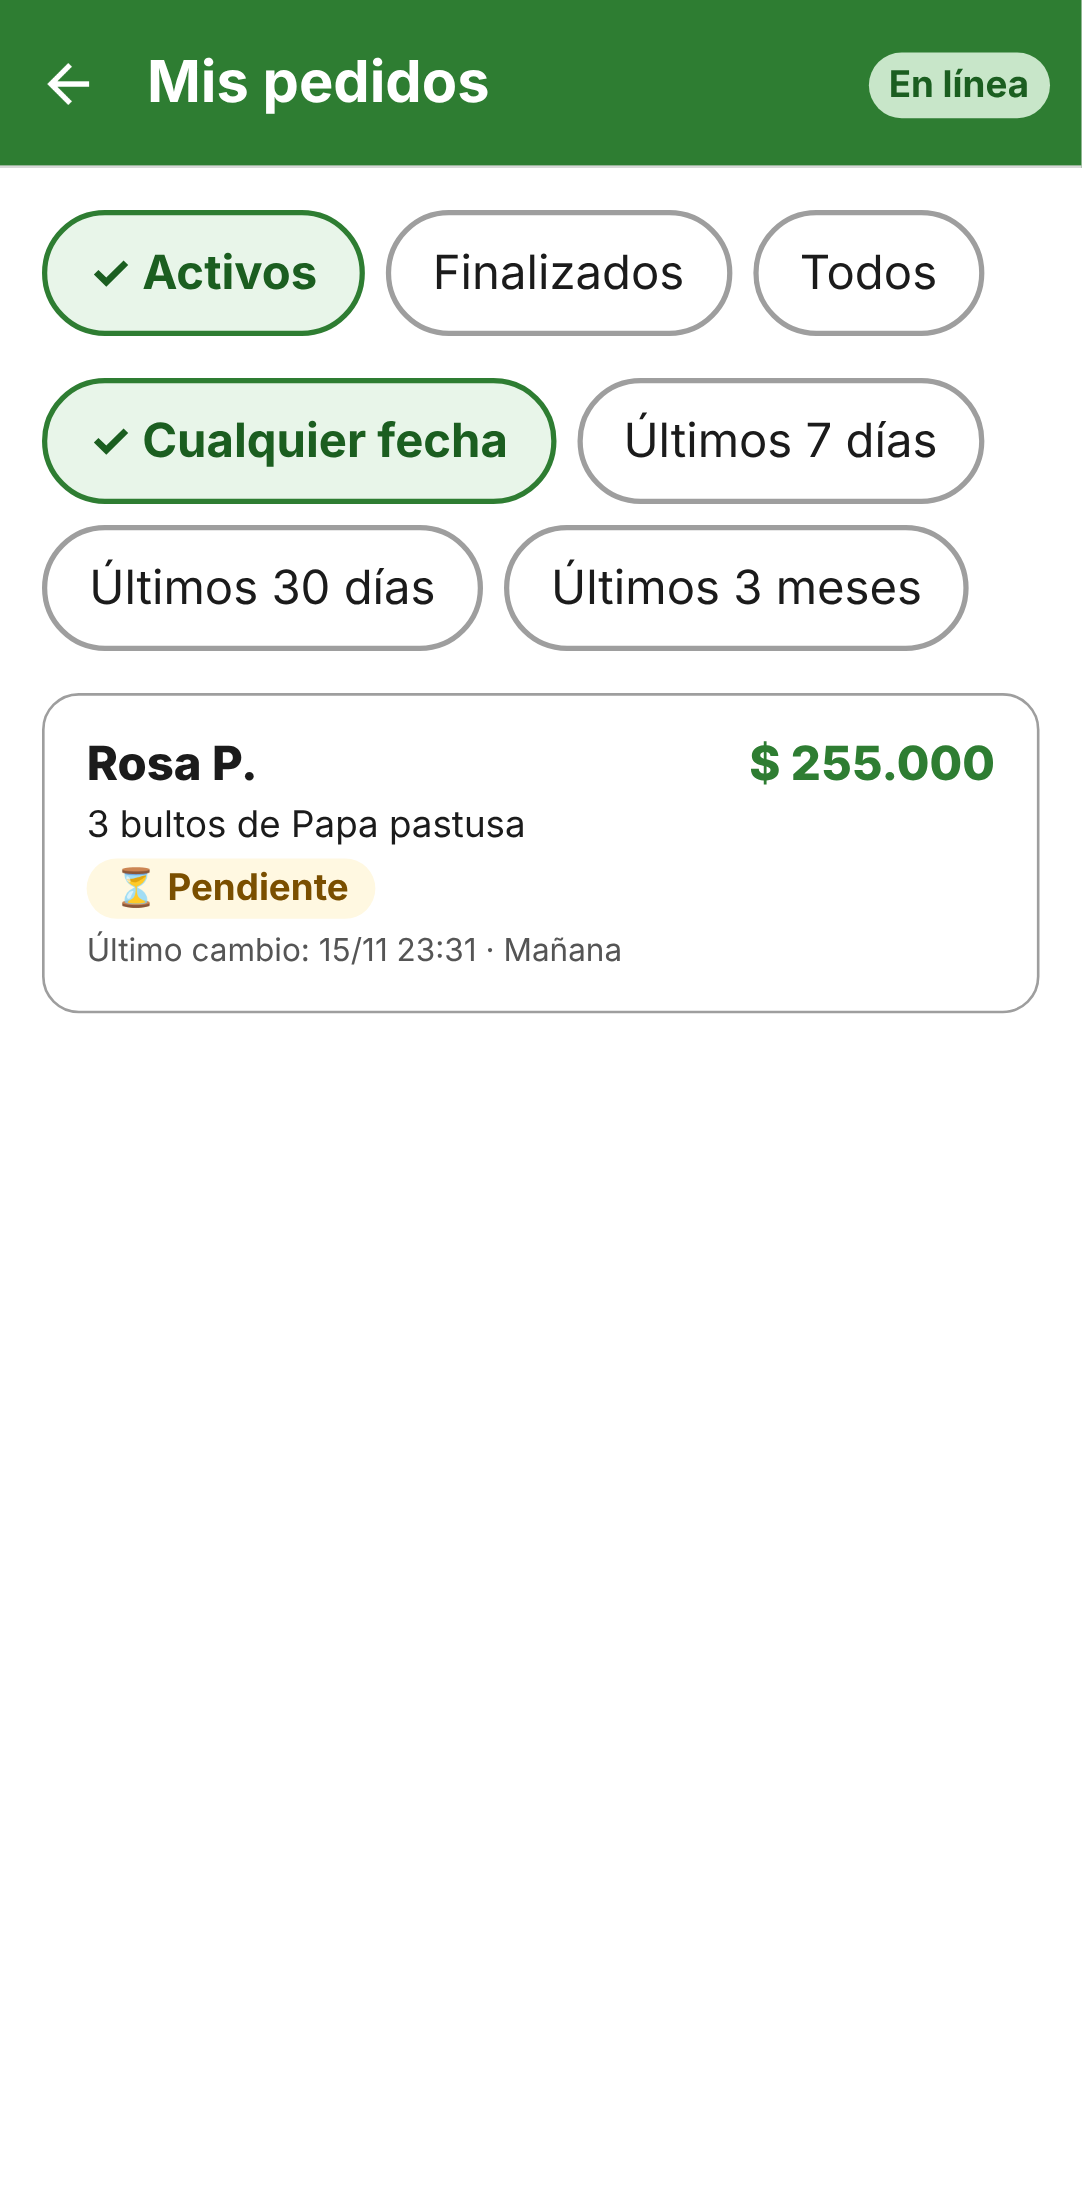 Mis pedidos
En línea
✓ Activos
Finalizados
Todos
✓ Cualquier fecha
Últimos 7 días
Últimos 30 días
Últimos 3 meses
Rosa P.
$ 255.000
3 bultos de Papa pastusa
⏳ Pendiente
Último cambio: 15/11 23:31 · Mañana